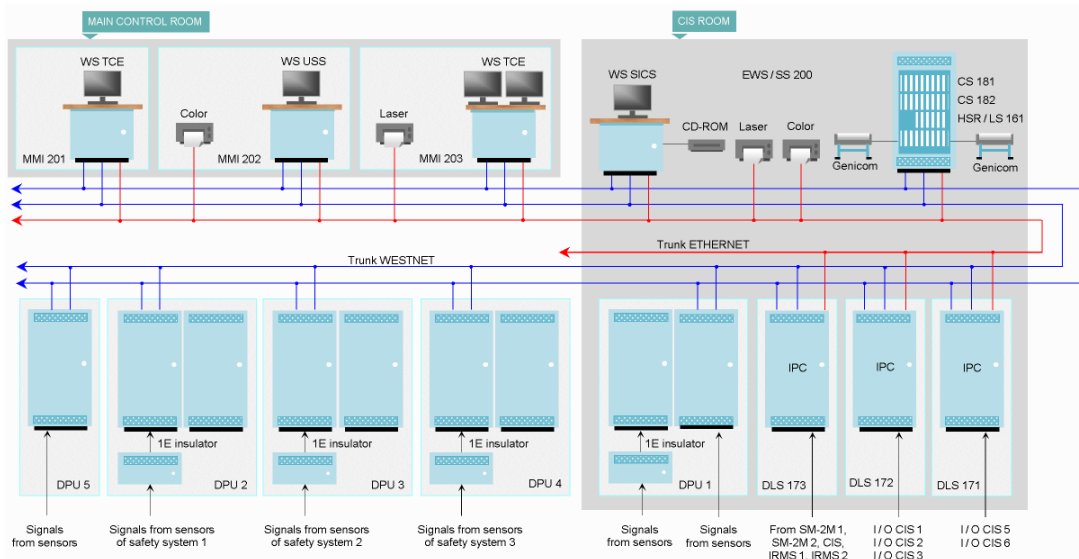 MAIN CONTROL ROOM
CIS ROOM
WS TCE
WS USS
WS TCE
WS SICS
EWS / SS 200
CS 181
CS 182
HSR / LS 161
Color
Laser
CD-ROM
Laser
Color
MMI 201
MMI 202
MMI 203
Genicom
Genicom
Trunk ETHERNET
Trunk WESTNET
IPC
IPC
IPC
1E insulator
1E insulator
1E insulator
1E insulator
DPU 5
DPU 2
DPU 3
DPU 4
DPU 1
DLS 173
DLS 172
DLS 171
Signals
from sensors
Signals from sensors
of safety system 1
Signals from sensors
of safety system 2
Signals from sensors
of safety system 3
Signals
from sensors
Signals
from sensors
From SM-2M 1,
SM-2M 2, CIS,
IRMS 1, IRMS 2
I / O CIS 1
I / O CIS 2
I / O CIS 3
I / O CIS 5
I / O CIS 6